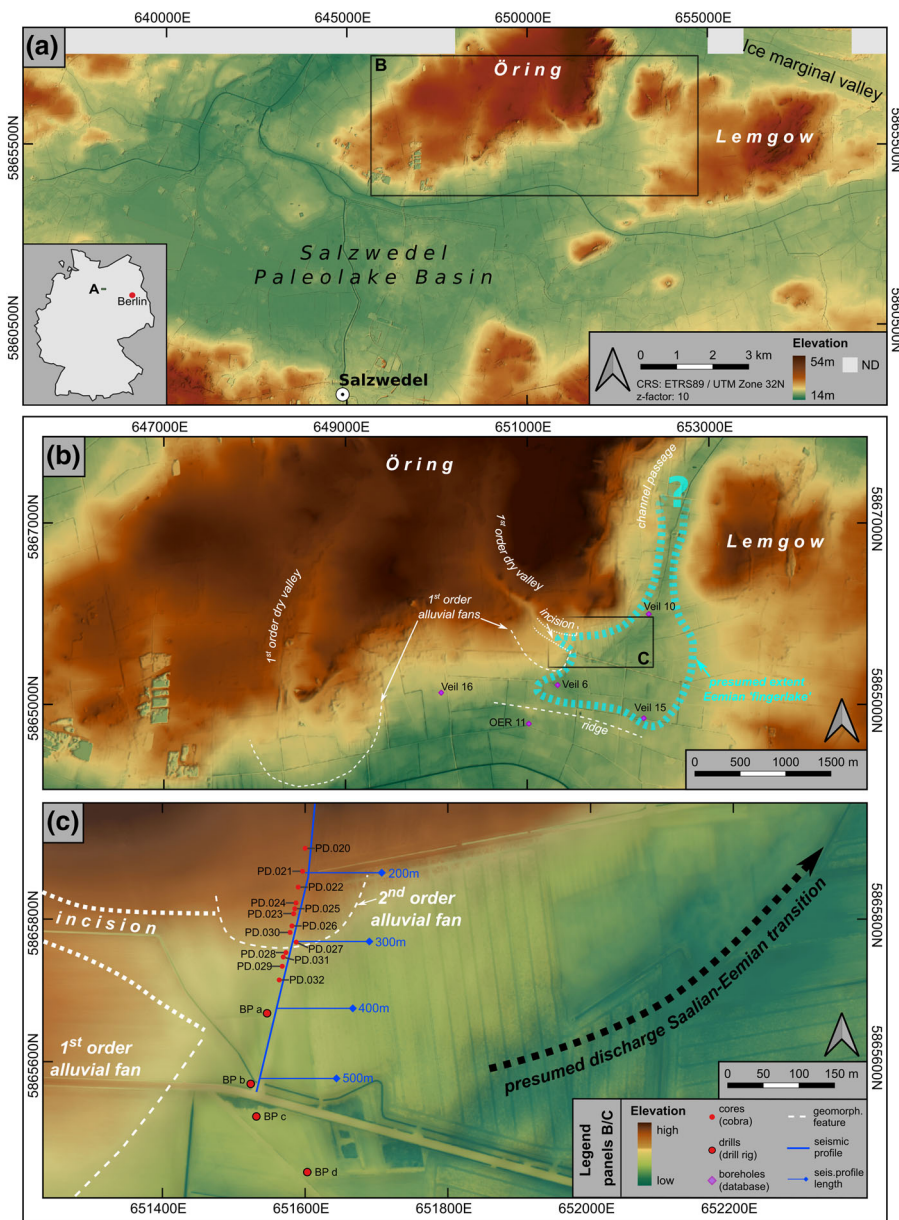 640000E
645000E
650000E
655000E
(a)
B
Öring
Ice marginal valley
Lemgow
5865500N
5865500N
Salzwedel
Paleolake Basin
A
Berlin
5860500N
5860500N
Salzwedel
0 1 2 3 km
CRS: ETRS89 / UTM Zone 32N
z-factor: 10
Elevation
54m
14m
ND
647000E
649000E
651000E
653000E
(b)
Öring
channel passage
?
5867000N
5867000N
Lemgow
1st order dry valley
1st order dry valley
1st order
alluvial fans
incision
Veil 10
C
Veil 16
Veil 6
presumed extent
Eemian "fingerlake"
Veil 15
OER 11
ridge
5865000N
5865000N
0 500 1000 1500 m
(c)
PD.020
PD.021
200m
PD.022
PD.024
PD.025
PD.023
2nd order
alluvial fan
PD.026
PD.030
300m
PD.027
PD.028
PD.031
PD.029
PD.032
incision
5865800N
5865800N
BP a
400m
presumed discharge Saalian-Eemian transition
1st order
alluvial fan
5865600N
5865600N
BP b
500m
BP c
BP d
0 50 100 150 m
Legend
panels B/C
Elevation
high
low
cores
(cobra)
drills
(drill rig)
boreholes
(database)
geomorph.
feature
seismic
profile
seis.profile
length
651400E
651600E
652000E
652200E